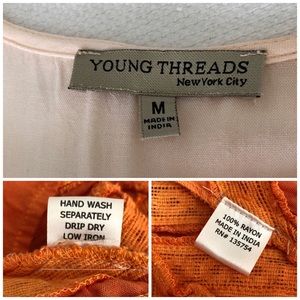 YOUNG THREADS
New York City
M
MADE IN
INDIA
HAND WASH
SEPARATELY
DRIP DRY
LOW IRON
100% RAYON
MADE IN INDIA
RN# 135754